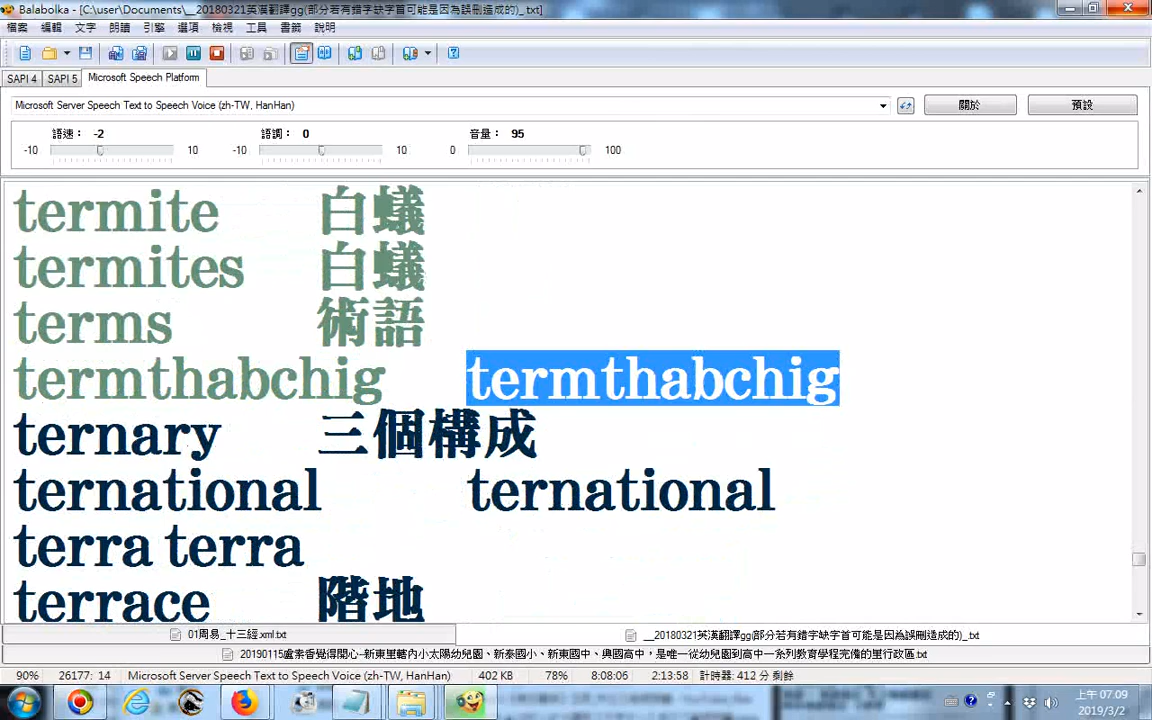 Balabolka - [C:\user\Documents\__20180321英漢翻譯gg(部分若有錯字缺字首可能是因為誤刪造成的)_.txt]
檔案 編輯 文字 朗讀 引擎 選項 檢視 工具 書籤 說明
SAPI 4 SAPI 5 Microsoft Speech Platform
Microsoft Server Speech Text to Speech Voice (zh-TW, HanHan) 關於 預設
語速： -2 語調： 0 音量： 95
-10 10 -10 10 0 100
termite 白蟻
termites 白蟻
terms 術語
termthabchig termthabchig
ternary 三個構成
ternational ternational
terra terra
terrace 階地
01周易_十三經.xml.txt __20180321英漢翻譯gg(部分若有錯字缺字首可能是因為誤刪造成的)_.txt
20190115盧素香覺得開心-新東里轄內小太陽幼兒園、新泰國小、新東國中、興國高中，是唯一從幼兒園到高中一系列教育學程完備的里行政區.txt
90% 26177: 14 Microsoft Server Speech Text to Speech Voice (zh-TW, HanHan) 402 KB 78% 8:08:06 2:13:58 計時器: 412 分 剩餘
上午 07:09
2019/3/2